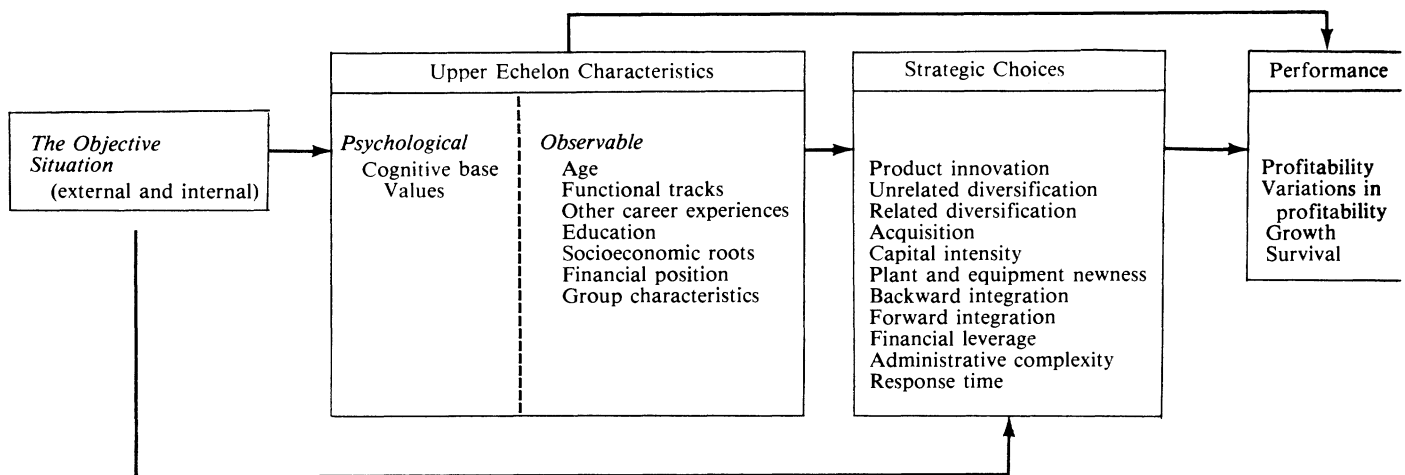 The Objective
Situation
(external and internal)
Upper Echelon Characteristics
Psychological
Cognitive base
Values
Observable
Age
Functional tracks
Other career experiences
Education
Socioeconomic roots
Financial position
Group characteristics
Strategic Choices
Product innovation
Unrelated diversification
Related diversification
Acquisition
Capital intensity
Plant and equipment newness
Backward integration
Forward integration
Financial leverage
Administrative complexity
Response time
Performance
Profitability
Variations in
profitability
Growth
Survival